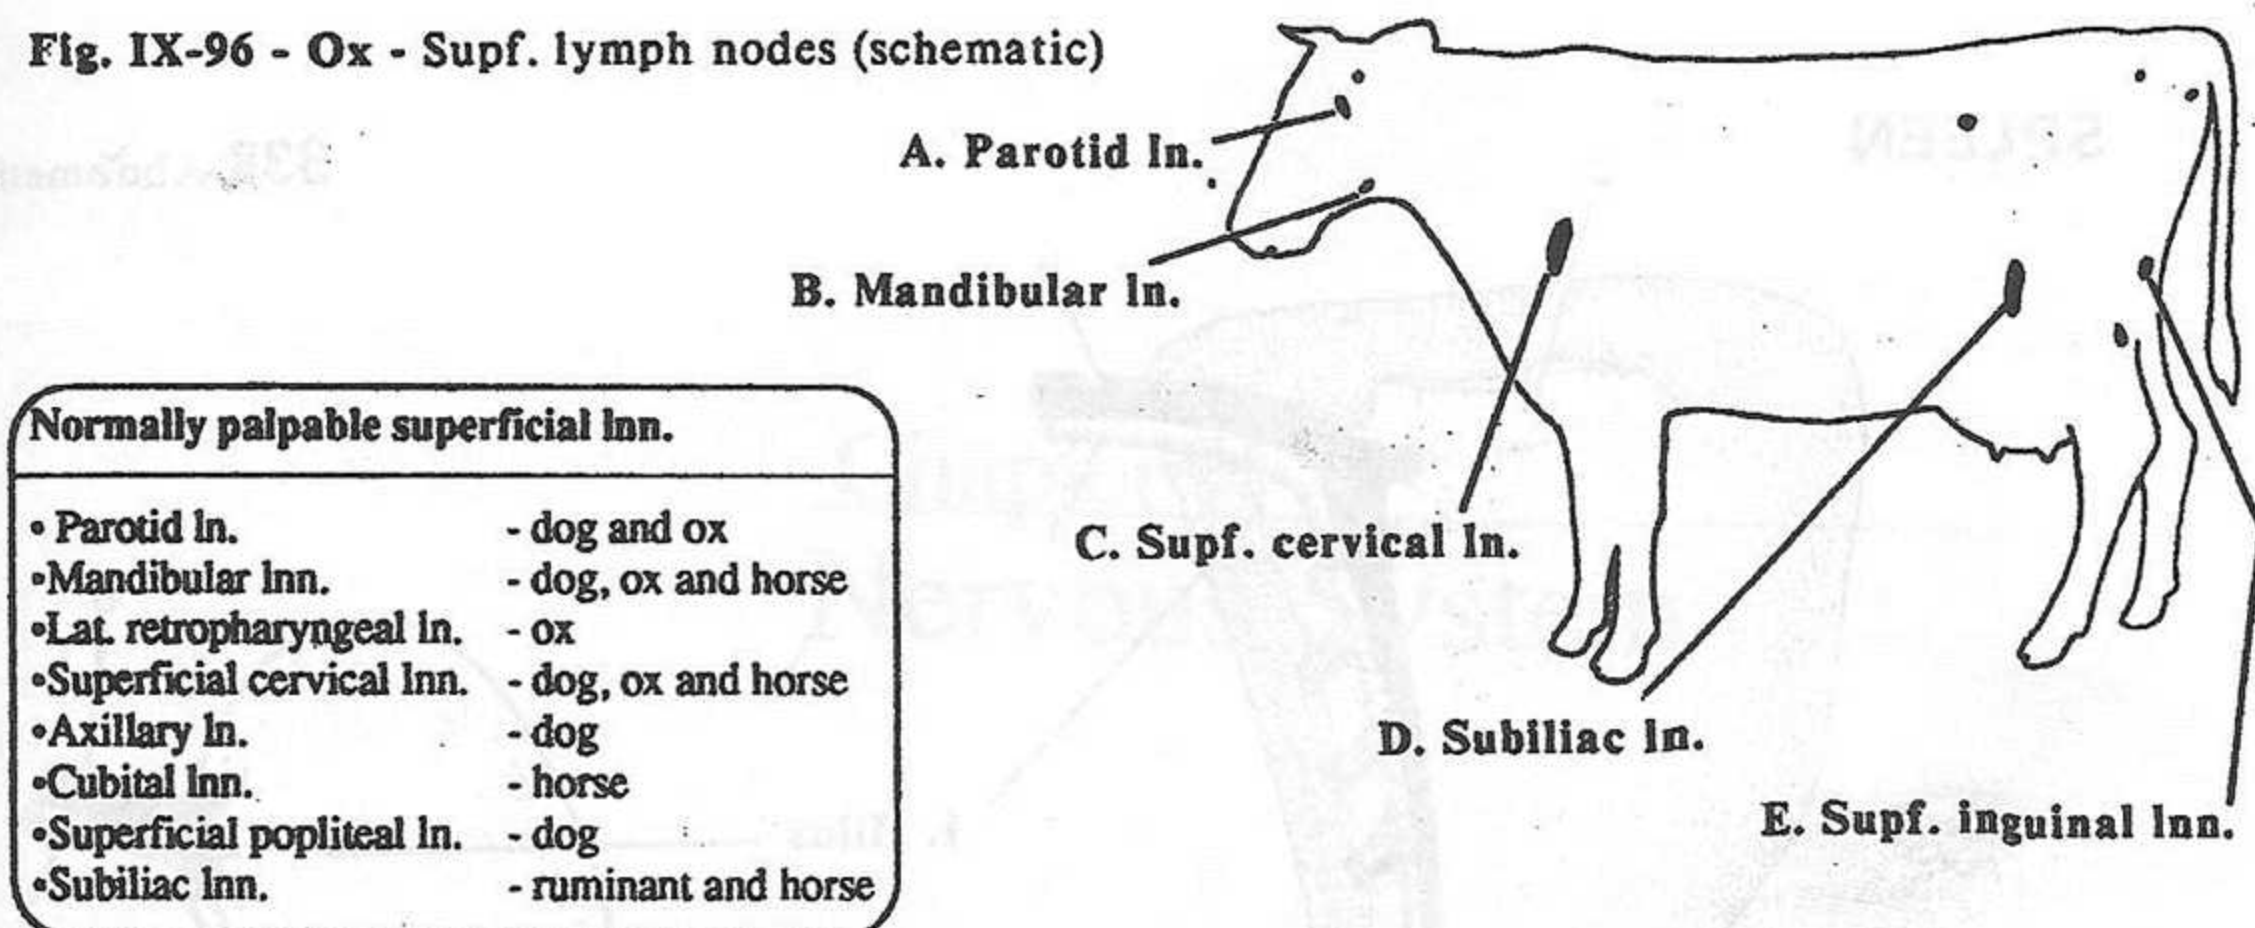 Fig. IX-96 - Ox - Supf. lymph nodes (schematic)
A. Parotid ln.
B. Mandibular ln.
C. Supf. cervical ln.
D. Subiliac ln.
E. Supf. inguinal lnn.
Normally palpable superficial lnn.
• Parotid ln. - dog and ox
•Mandibular lnn. - dog, ox and horse
•Lat. retropharyngeal ln. - ox
•Superficial cervical lnn. - dog, ox and horse
•Axillary ln. - dog
•Cubital lnn. - horse
•Superficial popliteal ln. - dog
•Subiliac lnn. - ruminant and horse
SPLEEN